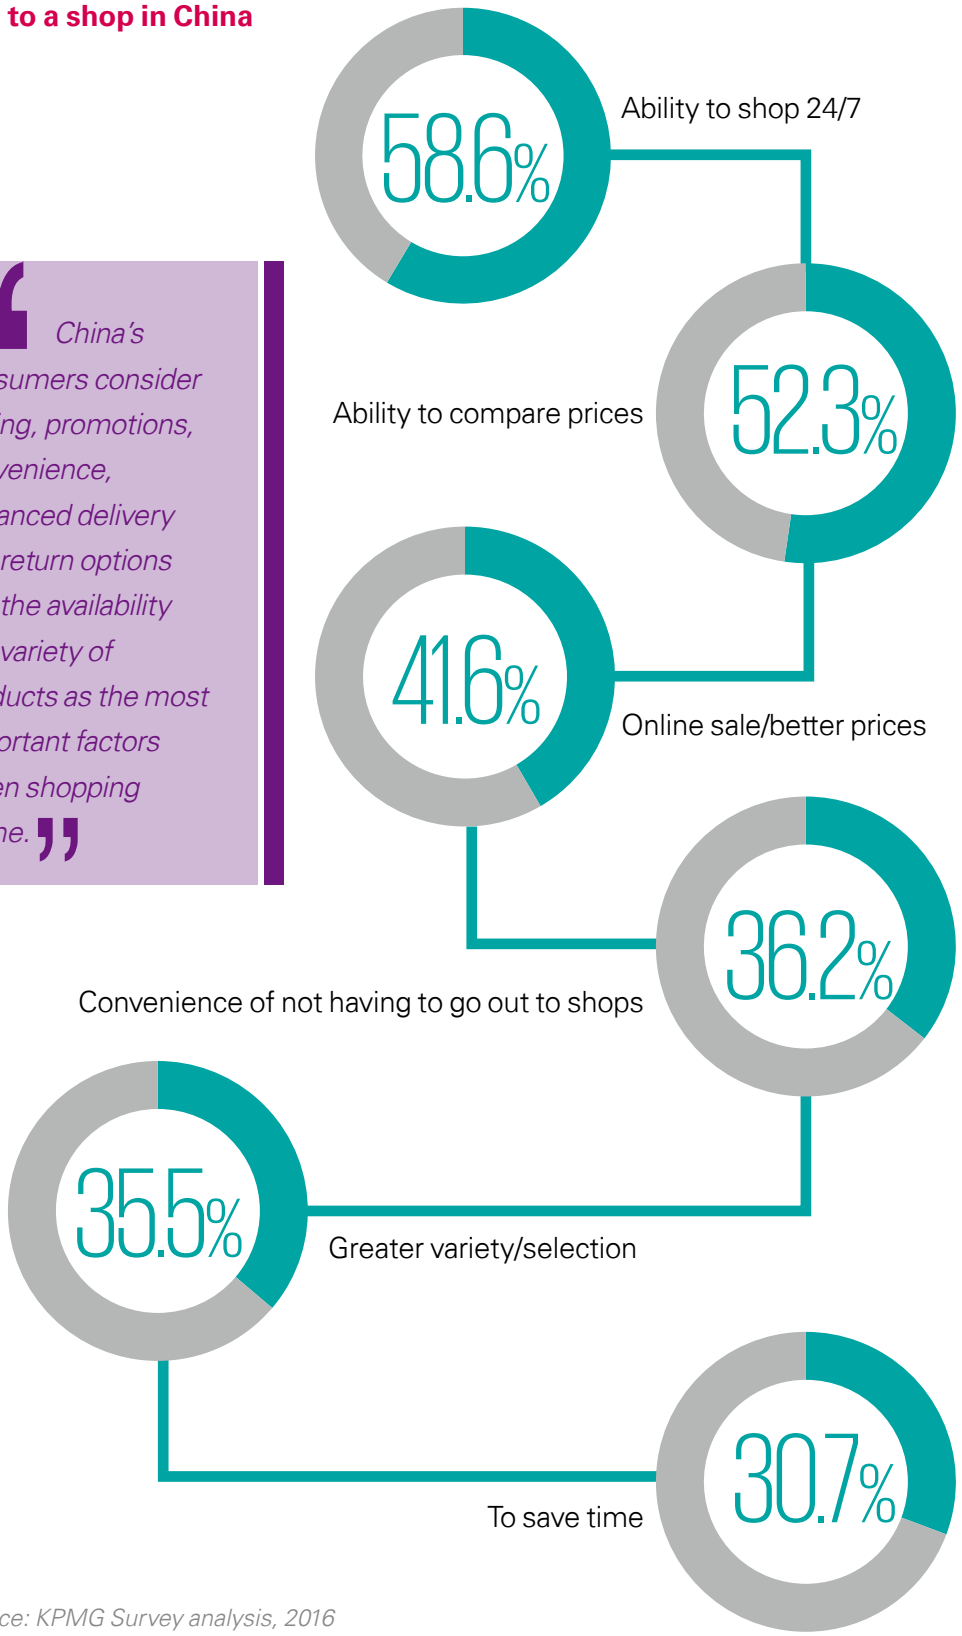 to a shop in China
58.6%
Ability to shop 24/7
52.3%
Ability to compare prices
41.6%
Online sale/better prices
36.2%
Convenience of not having to go out to shops
35.5%
Greater variety/selection
30.7%
To save time
“ China's
sumers consider
ng, promotions,
venience,
anced delivery
return options
the availability
variety of
ducts as the most
ortant factors
en shopping
ne. ”
ce: KPMG Survey analysis, 2016